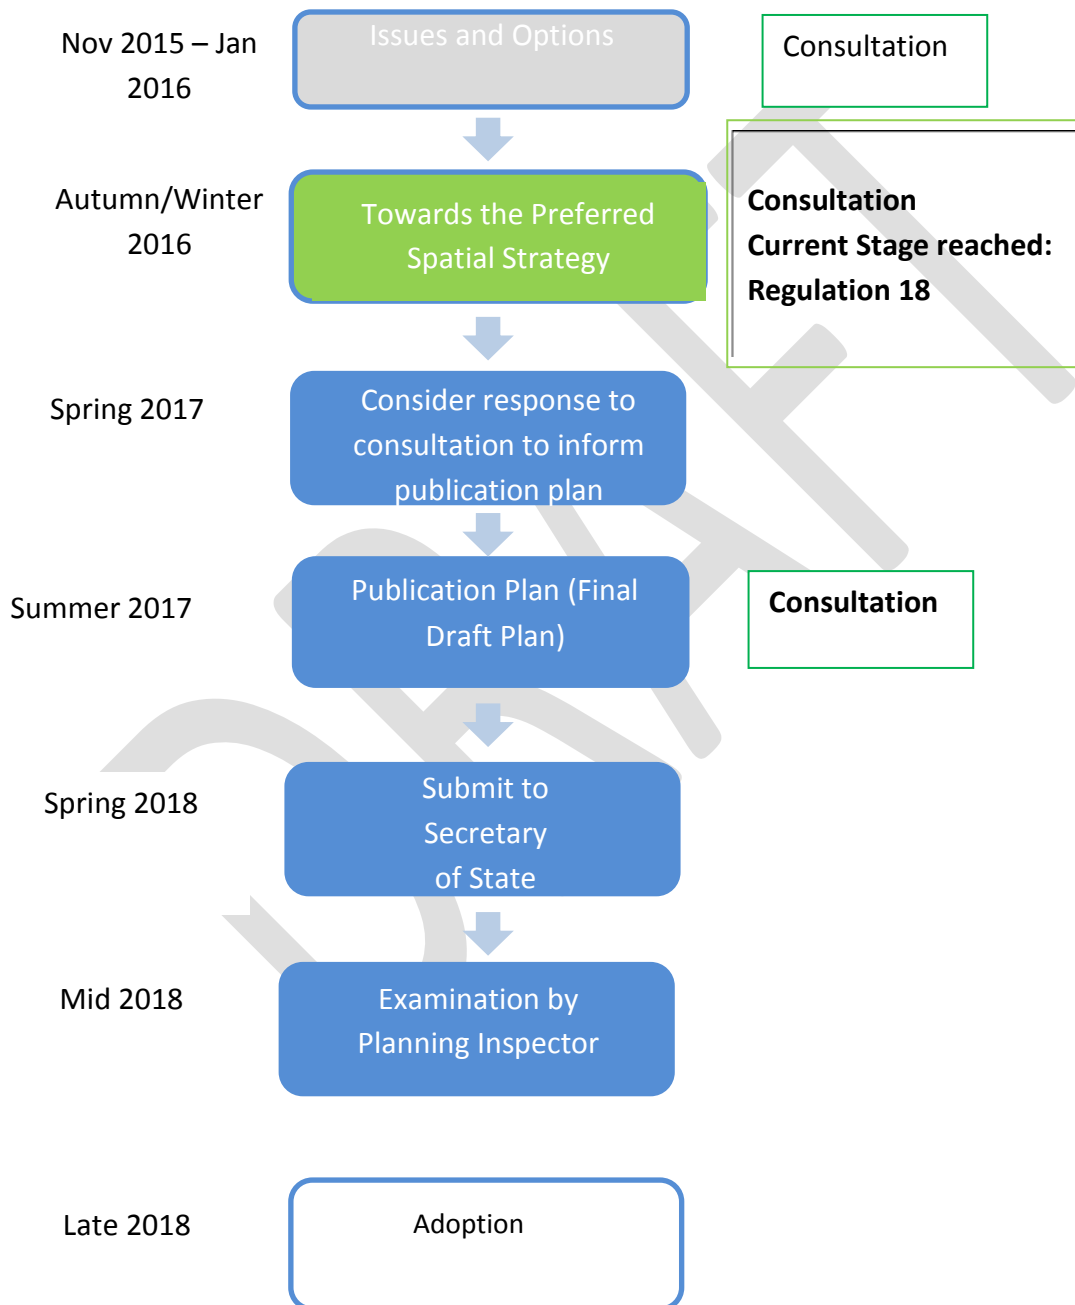 Nov 2015 – Jan
2016
Issues and Options
Consultation
Autumn/Winter
2016
Towards the Preferred
Spatial Strategy
Consultation
Current Stage reached:
Regulation 18
Spring 2017
Consider response to
consultation to inform
publication plan
Summer 2017
Publication Plan (Final
Draft Plan)
Consultation
Spring 2018
Submit to
Secretary
of State
Mid 2018
Examination by
Planning Inspector
Late 2018
Adoption
DRAFT